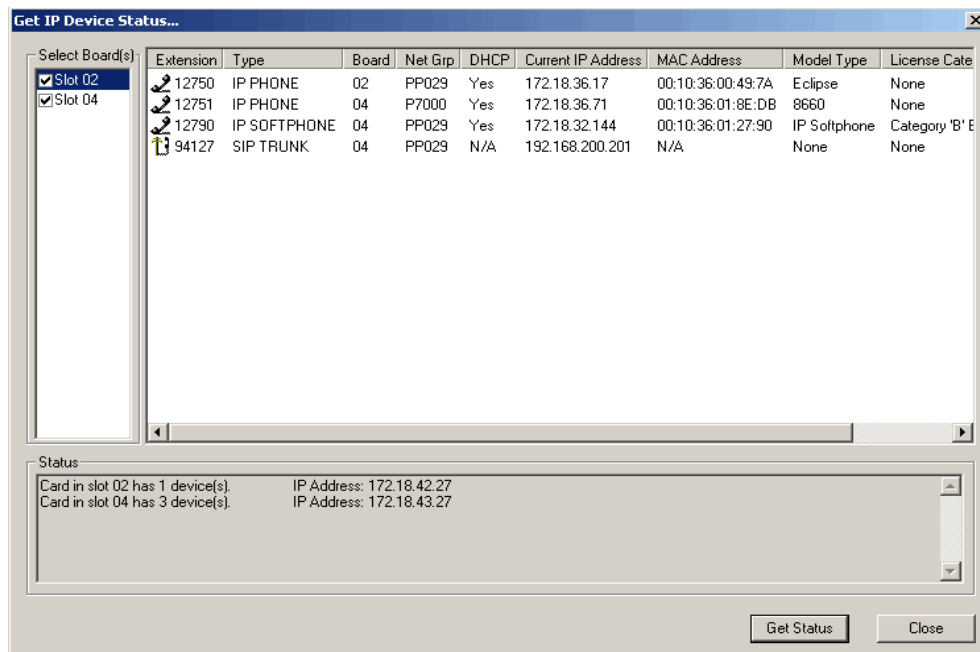 Get IP Device Status...
Select Board(s)
Slot 02
Slot 04
Extension Type Board Net Grp DHCP Current IP Address MAC Address Model Type License Cate
12750 IP PHONE 02 PP029 Yes 172.18.36.17 00:10:36:00:49:7A Eclipse None
12751 IP PHONE 04 P7000 Yes 172.18.36.71 00:10:36:01:8E:DB 8660 None
12790 IP SOFTPHONE 04 PP029 Yes 172.18.32.144 00:10:36:01:27:90 IP Softphone Category 'B' E
94127 SIP TRUNK 04 PP029 N/A 192.168.200.201 N/A None None
Status
Card in slot 02 has 1 device(s). IP Address: 172.18.42.27
Card in slot 04 has 3 device(s). IP Address: 172.18.43.27
Get Status Close